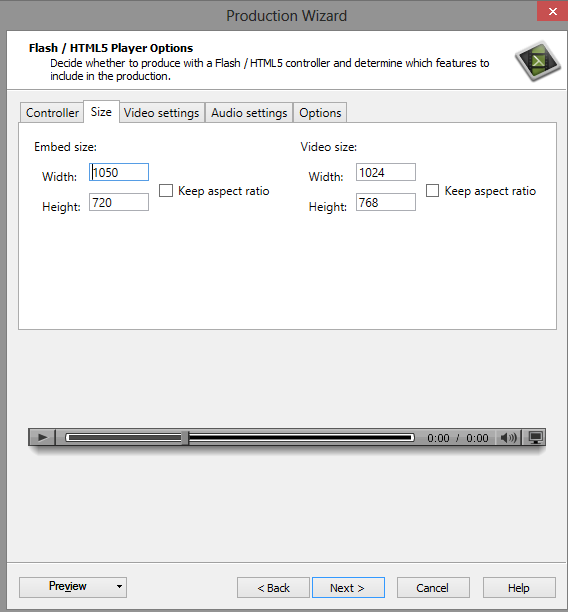 Production Wizard
Flash / HTML5 Player Options
Decide whether to produce with a Flash / HTML5 controller and determine which features to
include in the production.
Controller Size Video settings Audio settings Options
Embed size: Video size:
Width: 1050 Width: 1024
Keep aspect ratio Keep aspect ratio
Height: 720 Height: 768
0:00 / 0:00
Preview < Back Next > Cancel Help